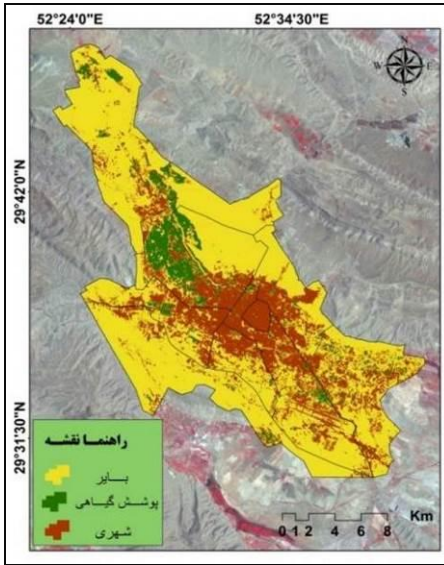 52°24'0"E 52°34'30"E
N
W E
S
29°42'0"N
29°31'30"N
راهنما نقشه
بایر
پوشش گیاهی
شهری
Km
0 1 2 4 6 8